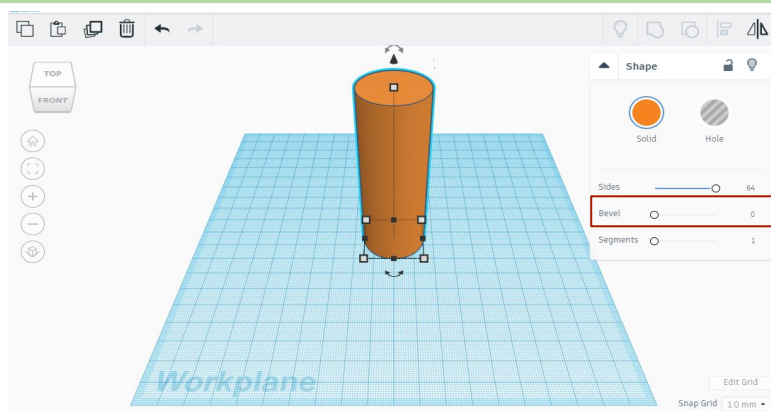 Shape
TOP
FRONT
Solid Hole
Sides 64
Bevel 0
Segments 1
Workplane
Edit Grid
Snap Grid 1.0 mm